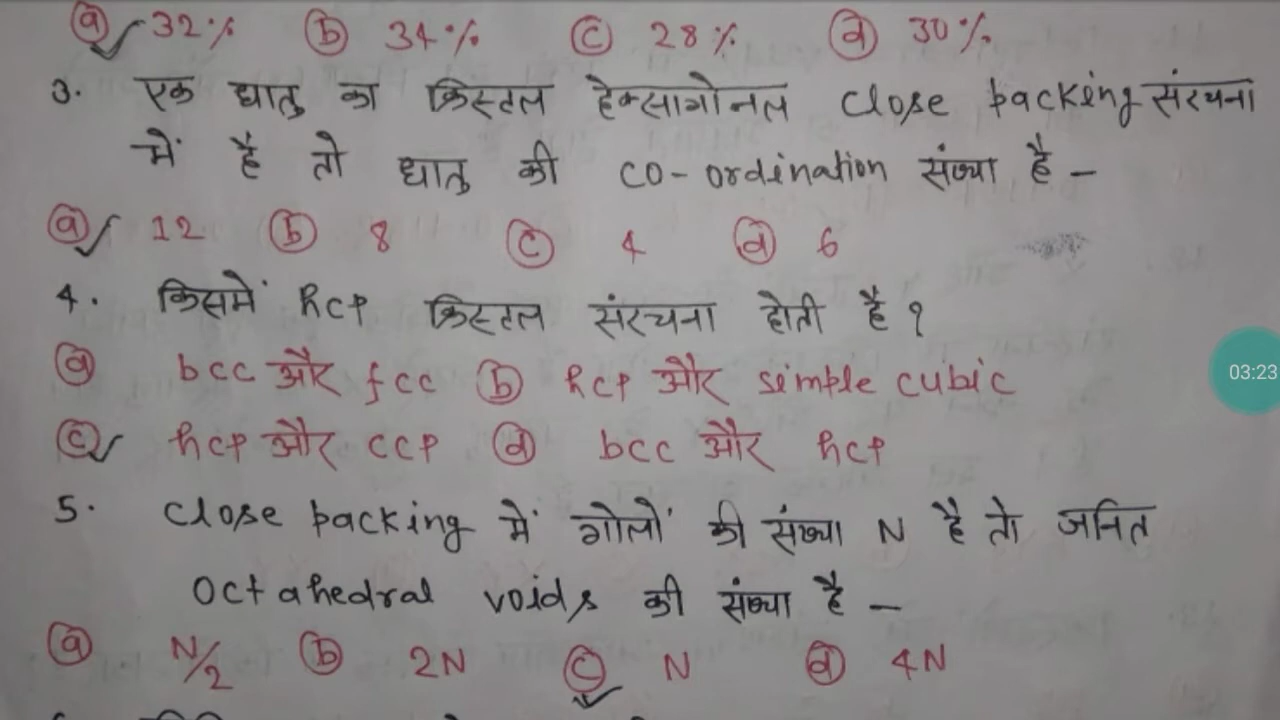 ⓐ 32% ⓑ 34% ⓒ 28% ⓓ 30%
3. एक धातु का क्रिस्टल हेक्सागोनल close packing संरचना
में है तो धातु की co-ordination संख्या है –
ⓐ 12 ⓑ 8 ⓒ 4 ⓓ 6
4. किसमें hcp क्रिस्टल संरचना होती है ?
03:23
ⓐ bcc और fcc ⓑ hcp और simple cubic
ⓒ hcp और ccp ⓓ bcc और hcp
5. close packing में गोलों की संख्या N है तो जनित
octahedral voids की संख्या है –
ⓐ N/2 ⓑ 2N ⓒ N ⓓ 4N